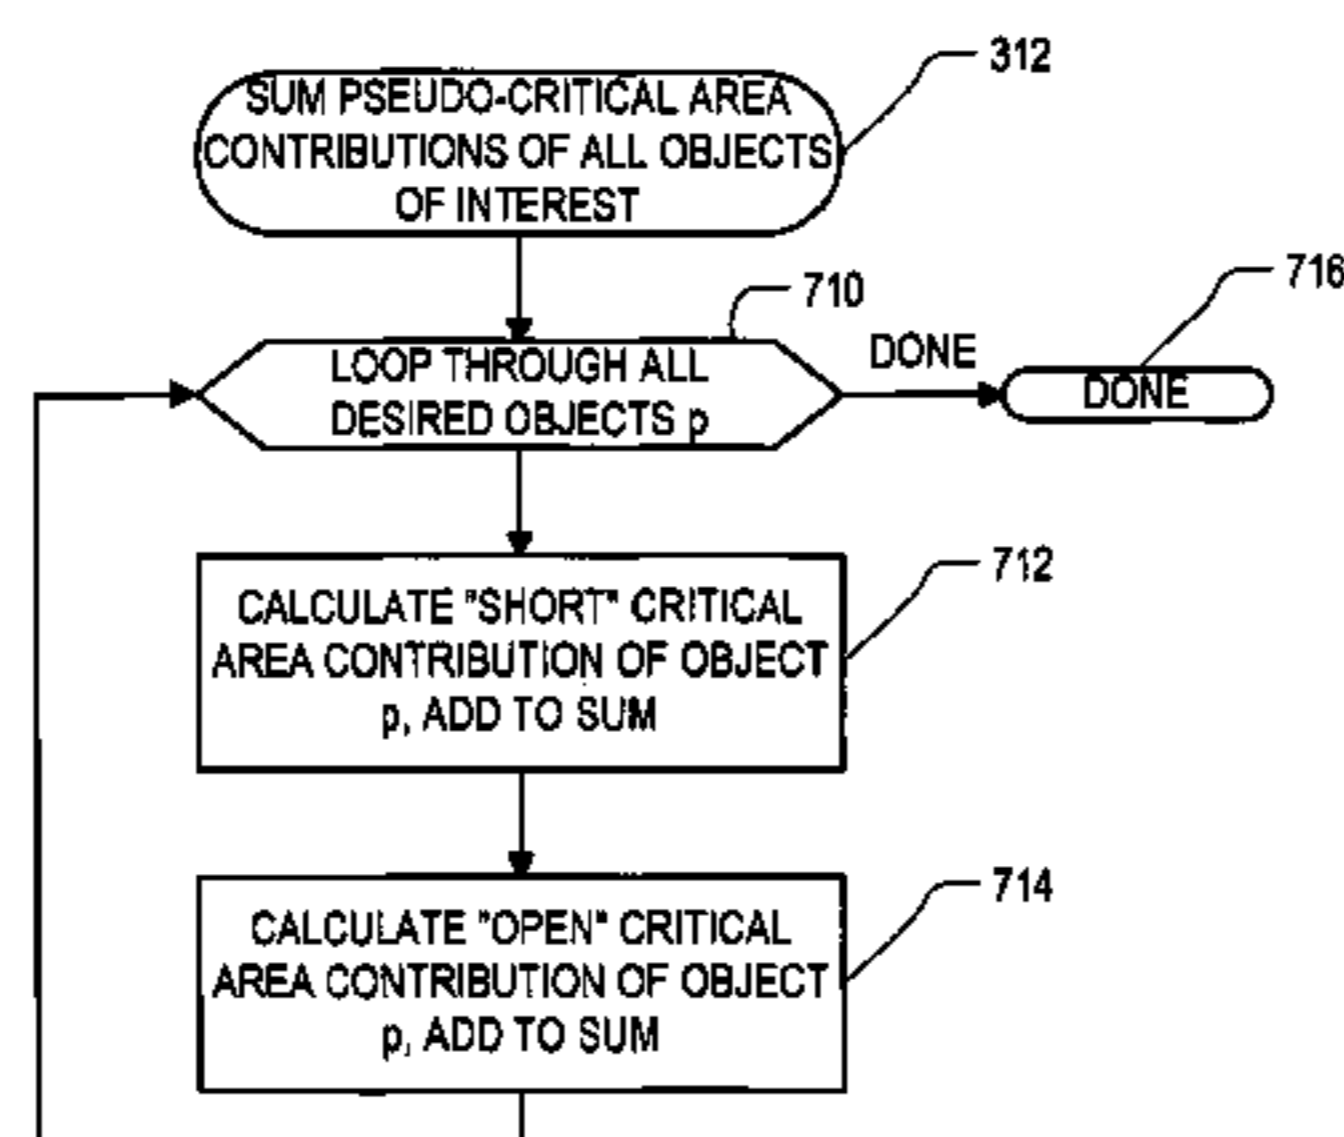 312
SUM PSEUDO-CRITICAL AREA
CONTRIBUTIONS OF ALL OBJECTS
OF INTEREST
710
716
LOOP THROUGH ALL
DESIRED OBJECTS p
DONE
DONE
712
CALCULATE "SHORT" CRITICAL
AREA CONTRIBUTION OF OBJECT
p, ADD TO SUM
714
CALCULATE "OPEN" CRITICAL
AREA CONTRIBUTION OF OBJECT
p, ADD TO SUM